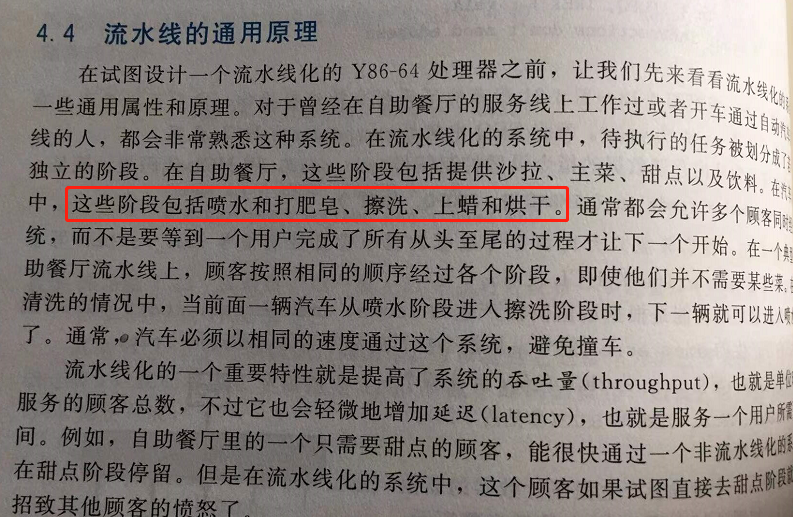 4.4 流水线的通用原理
在试图设计一个流水线化的 Y86-64 处理器之前，让我们先来看看流水线化的
一些通用属性和原理。对于曾经在自助餐厅的服务线上工作过或者开车通过自动汽
线的人，都会非常熟悉这种系统。在流水线化的系统中，待执行的任务被划分成了
独立的阶段。在自助餐厅，这些阶段包括提供沙拉、主菜、甜点以及饮料。在汽车
中，这些阶段包括喷水和打肥皂、擦洗、上蜡和烘干。通常都会允许多个顾客同时
统，而不是要等到一个用户完成了所有从头至尾的过程才让下一个开始。在一个典型
助餐厅流水线上，顾客按照相同的顺序经过各个阶段，即使他们并不需要某些菜。
清洗的情况中，当前面一辆汽车从喷水阶段进入擦洗阶段时，下一辆就可以进入喷
了。通常，汽车必须以相同的速度通过这个系统，避免撞车。
流水线化的一个重要特性就是提高了系统的吞吐量(throughput)，也就是单位
服务的顾客总数，不过它也会轻微地增加延迟(latency)，也就是服务一个用户所需
间。例如，自助餐厅里的一个只需要甜点的顾客，能很快通过一个非流水线化的
在甜点阶段停留。但是在流水线化的系统中，这个顾客如果试图直接去甜点阶段
招致其他顾客的愤怒了。